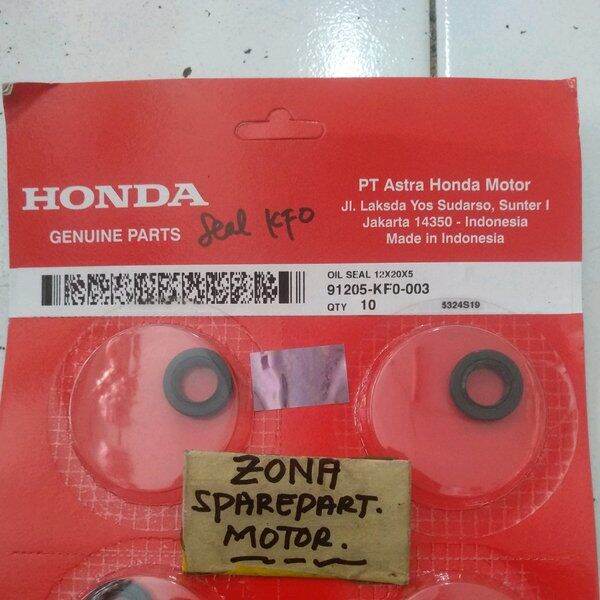 HONDA
GENUINE PARTS
Seal KF0
PT Astra Honda Motor
Jl. Laksda Yos Sudarso, Sunter I
Jakarta 14350 - Indonesia
Made in Indonesia
OIL SEAL 12X20X5
91205-KF0-003
QTY 10
5324S19
ZONA
SPAREPART.
MOTOR.